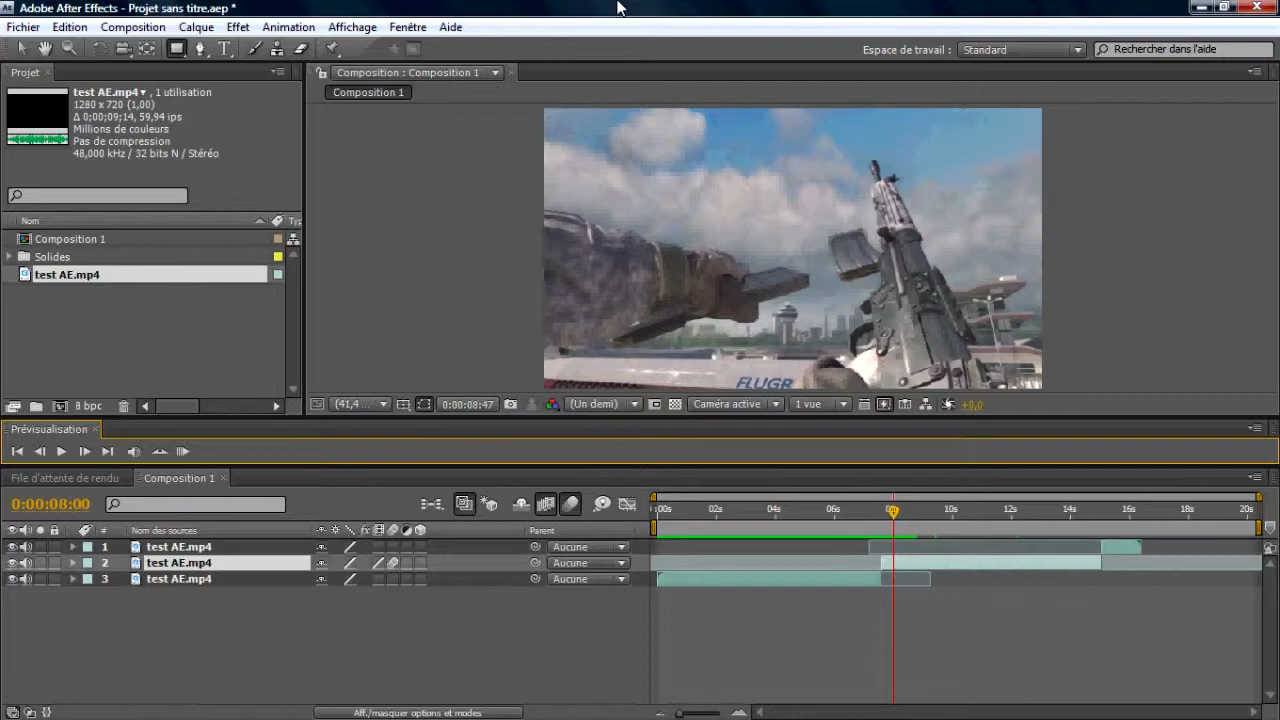 Adobe After Effects - Projet sans titre.aep *
Fichier Edition Composition Calque Effet Animation Affichage Fenêtre Aide
Espace de travail : Standard Rechercher dans l'aide
Projet
Composition : Composition 1
Composition 1
test AE.mp4 , 1 utilisation
1280 x 720 (1,00)
Δ 0;00;09;14, 59,94 ips
Millions de couleurs
Pas de compression
48,000 kHz / 32 bits N / Stéréo
Nom Typ
Composition 1
Solides
test AE.mp4
FLUGR
8 bpc
(41,4 ... 0:00:08:47 (Un demi) Caméra active 1 vue +0,0
Prévisualisation
File d'attente de rendu Composition 1
0:00:08:00
:00s 02s 04s 06s 10s 12s 14s 16s 18s 20s
# Nom des sources fx Parent
1 test AE.mp4 Aucune
2 test AE.mp4 Aucune
3 test AE.mp4 Aucune
Aff./masquer options et modes